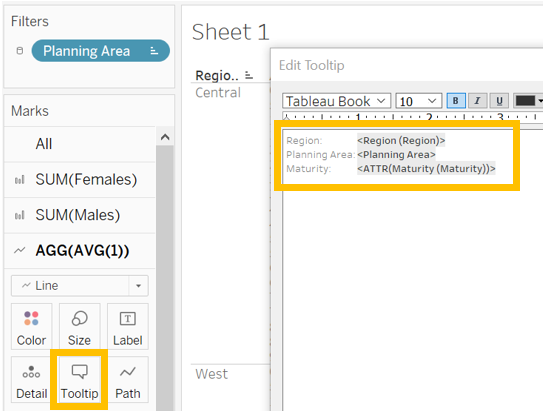 Filters
Planning Area
Marks
All
SUM(Females)
SUM(Males)
AGG(AVG(1))
Line
Color
Size
Label
Detail
Tooltip
Path
Sheet 1
Regio..
Central
West
Edit Tooltip
Tableau Book
10
B
I
U
1
2
3
Region: <Region (Region)>
Planning Area: <Planning Area>
Maturity: <ATTR(Maturity (Maturity))>